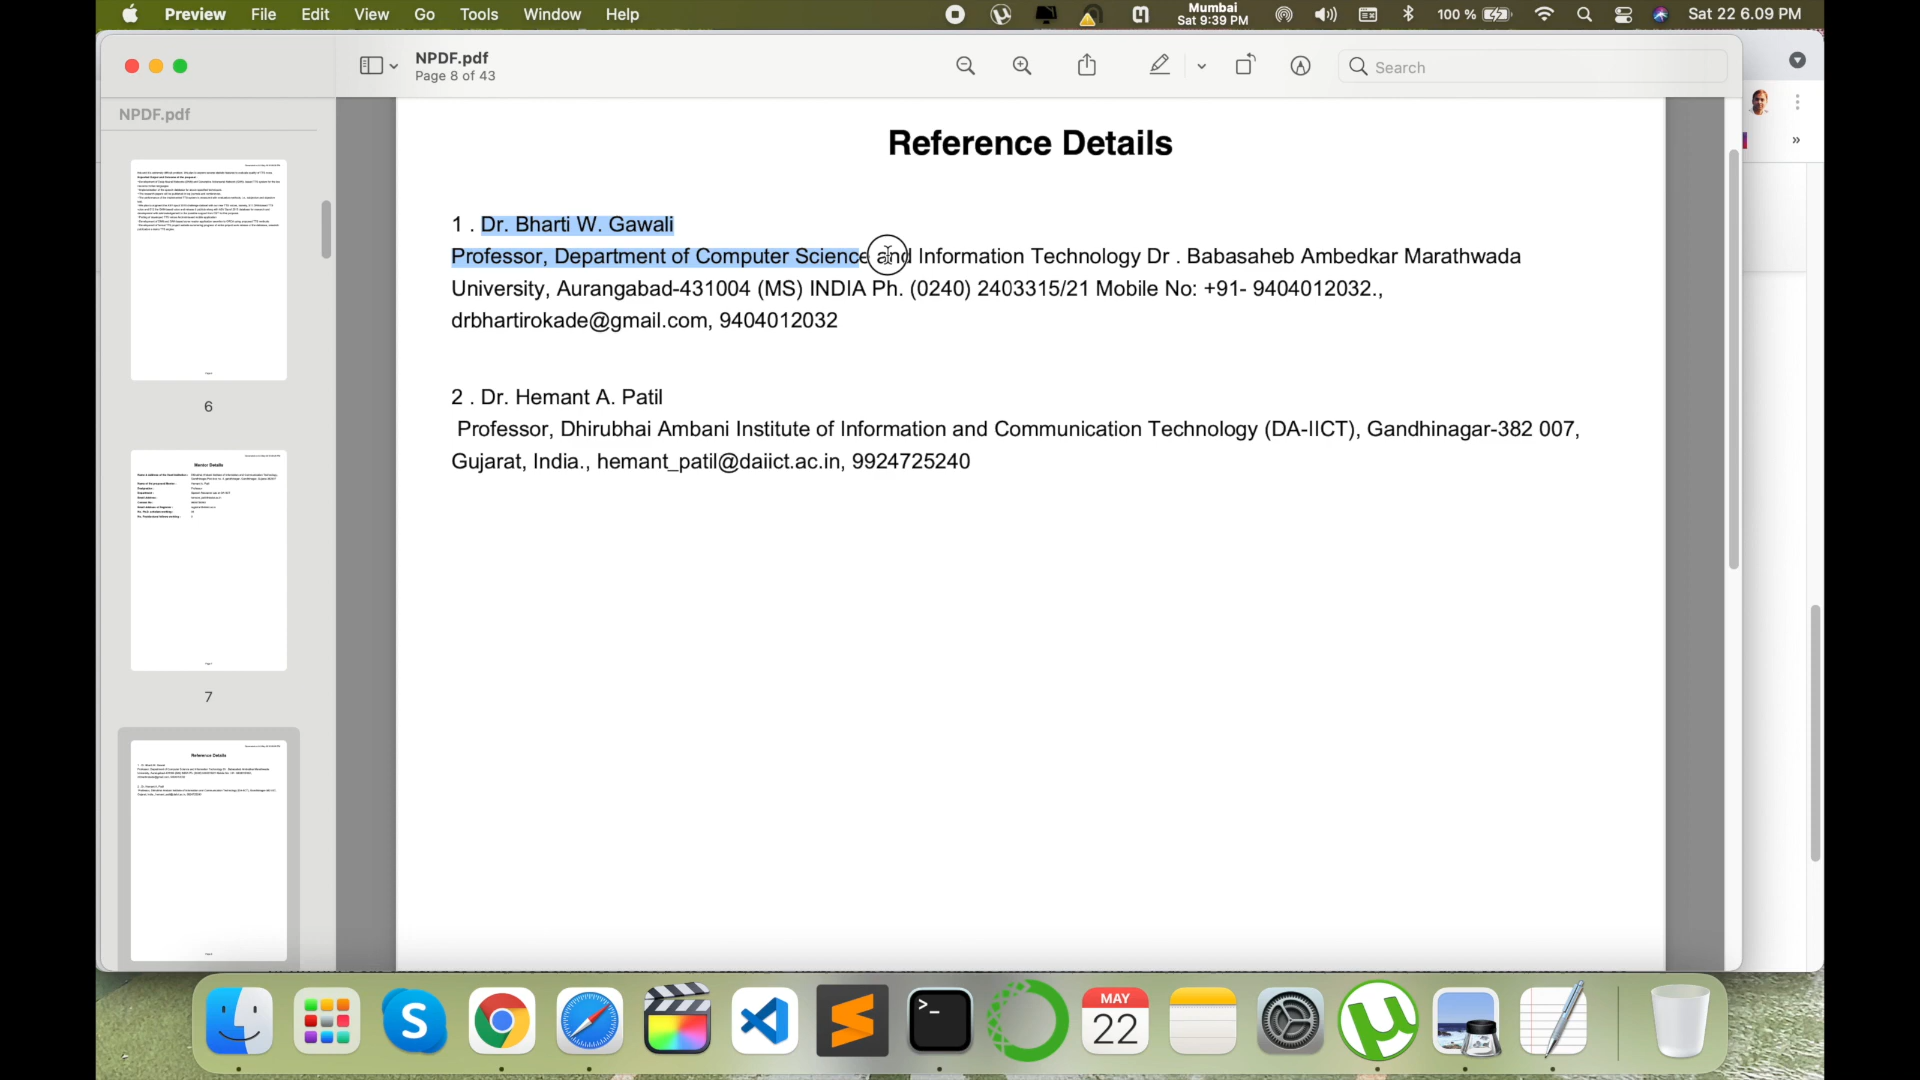 Preview File Edit View Go Tools Window Help
Mumbai
Sat 9:39 PM
100 %
Sat 22 6.09 PM
NPDF.pdf
Page 8 of 43
Search
NPDF.pdf
Reference Details
1 . Dr. Bharti W. Gawali
Professor, Department of Computer Science and Information Technology Dr . Babasaheb Ambedkar Marathwada
University, Aurangabad-431004 (MS) INDIA Ph. (0240) 2403315/21 Mobile No: +91- 9404012032.,
drbhartirokade@gmail.com, 9404012032
2 . Dr. Hemant A. Patil
Professor, Dhirubhai Ambani Institute of Information and Communication Technology (DA-IICT), Gandhinagar-382 007,
Gujarat, India., hemant_patil@daiict.ac.in, 9924725240
6
Mentor Details
7
Reference Details
MAY
22